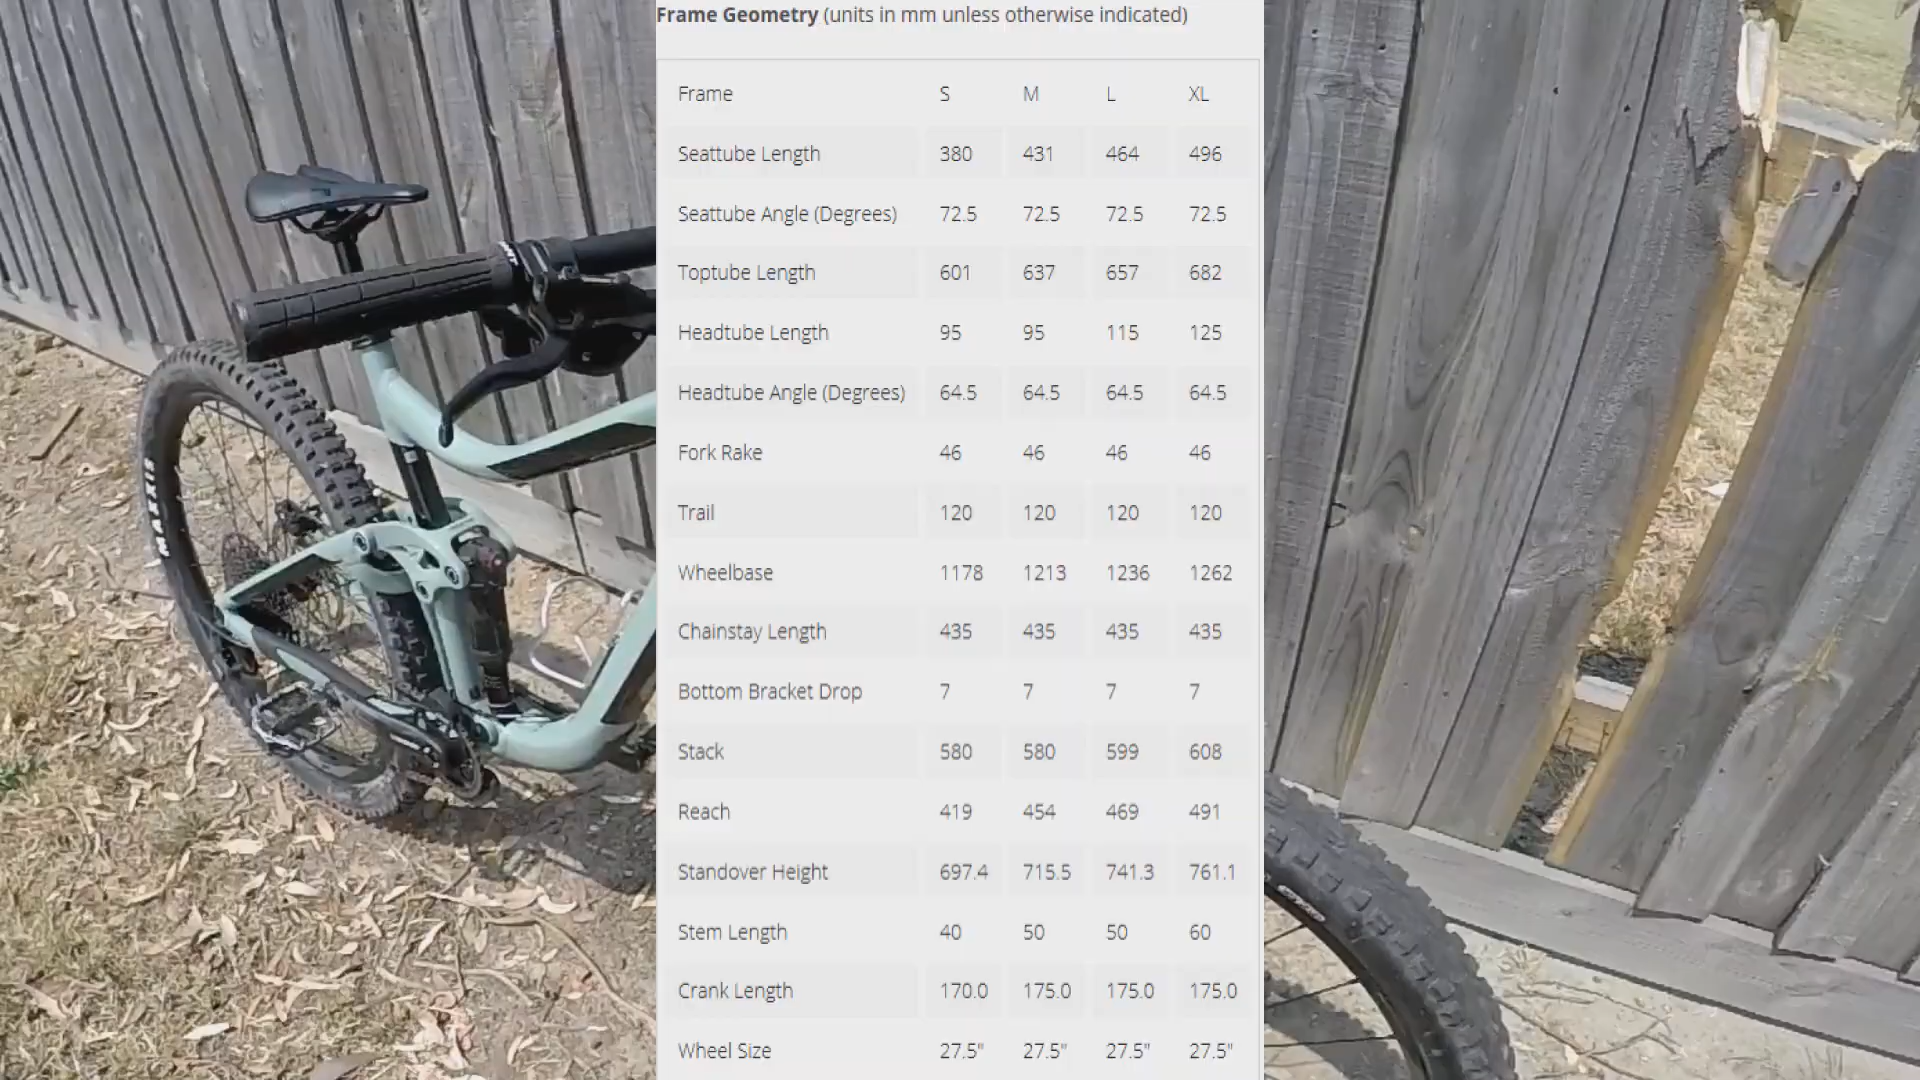 Frame Geometry (units in mm unless otherwise indicated)
Frame S M L XL
Seattube Length 380 431 464 496
Seattube Angle (Degrees) 72.5 72.5 72.5 72.5
Toptube Length 601 637 657 682
Headtube Length 95 95 115 125
Headtube Angle (Degrees) 64.5 64.5 64.5 64.5
Fork Rake 46 46 46 46
Trail 120 120 120 120
Wheelbase 1178 1213 1236 1262
Chainstay Length 435 435 435 435
Bottom Bracket Drop 7 7 7 7
Stack 580 580 599 608
Reach 419 454 469 491
Standover Height 697.4 715.5 741.3 761.1
Stem Length 40 50 50 60
Crank Length 170.0 175.0 175.0 175.0
Wheel Size 27.5" 27.5" 27.5" 27.5"
MAXXIS